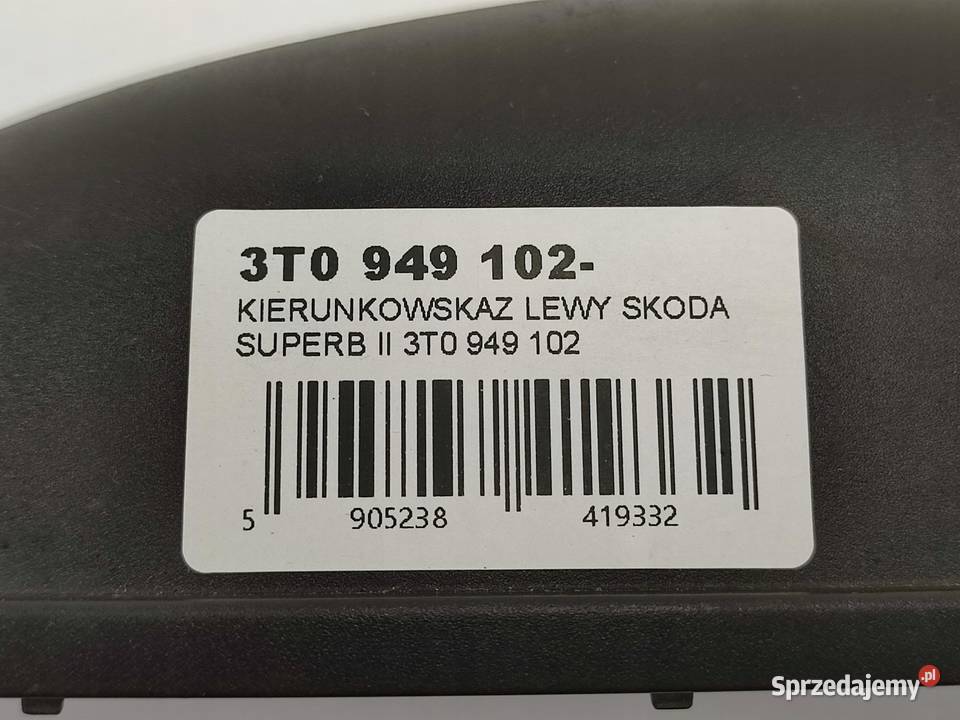 3T0 949 102-
KIERUNKOWSKAZ LEWY SKODA
SUPERB II 3T0 949 102
5 905238 419332
Sprzedajemy.pl